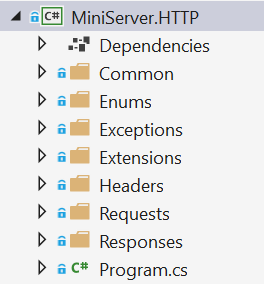 C# MiniServer.HTTP
Dependencies
Common
Enums
Exceptions
Extensions
Headers
Requests
Responses
C# Program.cs